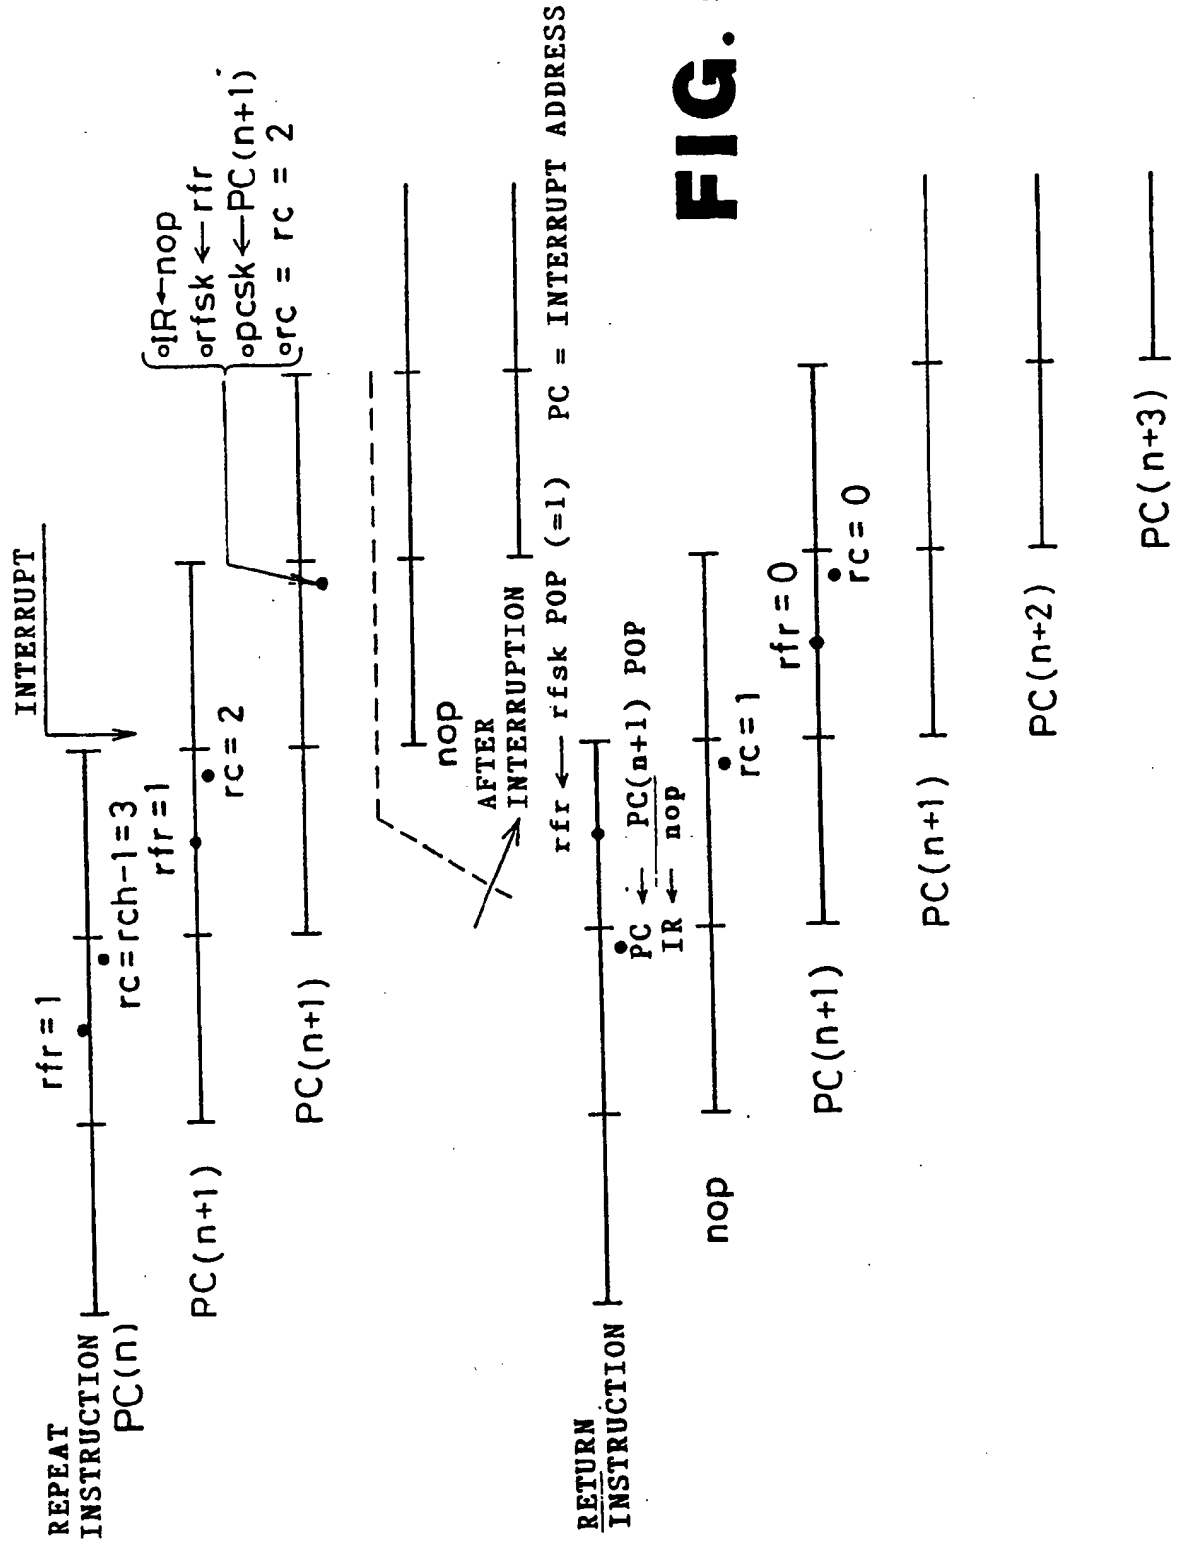 INTERRUPT
REPEAT
INSTRUCTION
PC(n)
rfr=1
rc=rch-1=3
PC(n+1)
rfr=1
rc=2
PC(n+1)
∘IR←nop
∘rfsk←rfr
∘pcsk←PC(n+1)
∘rc = rc = 2
nop
AFTER
INTERRUPTION
rfr ← rfsk POP (=1) PC = INTERRUPT ADDRESS
RETURN
INSTRUCTION
PC ← PC(n+1) POP
IR ← nop
nop
rc=1
PC(n+1)
rfr=0
rc=0
PC(n+1)
PC(n+2)
PC(n+3)
FIG.